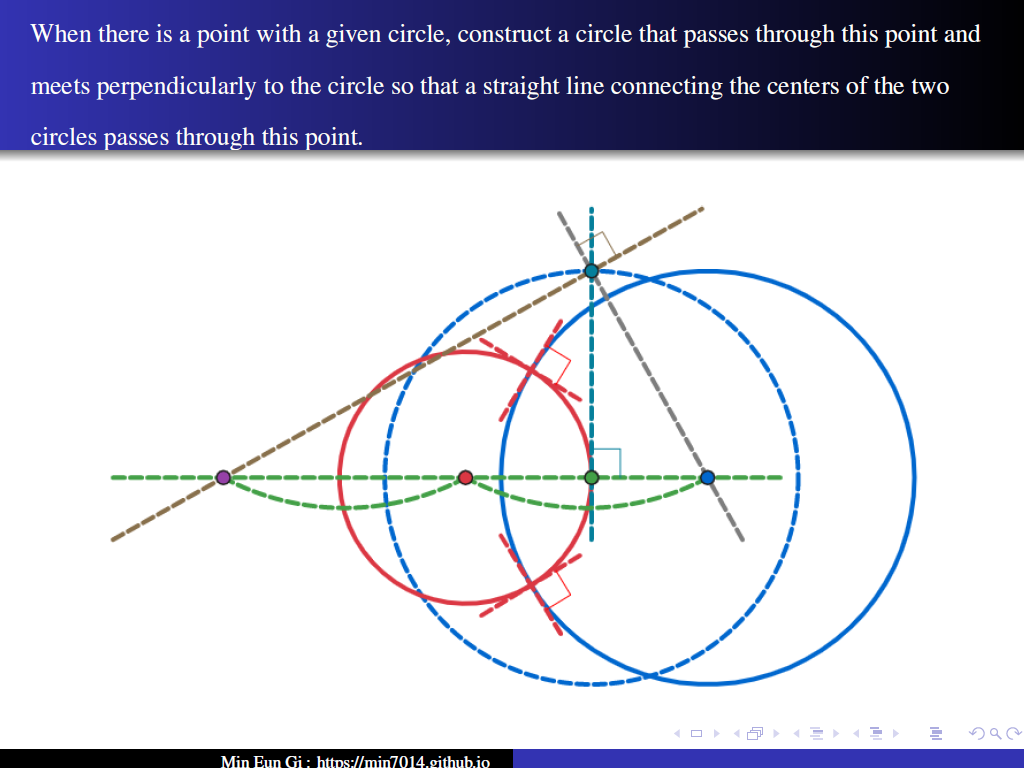 When there is a point with a given circle, construct a circle that passes through this point and
meets perpendicularly to the circle so that a straight line connecting the centers of the two
circles passes through this point.
Min Eun Gi : https://min7014.github.io